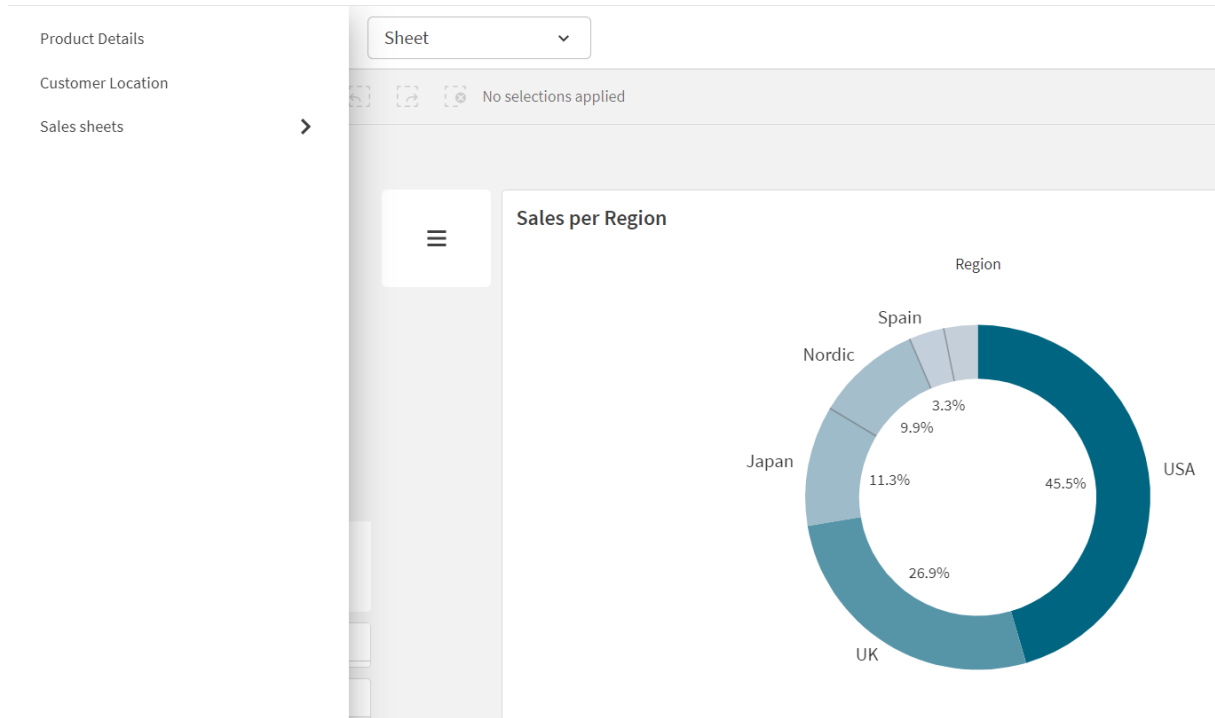 Product Details
Customer Location
Sales sheets
Sheet
No selections applied
Sales per Region
Region
Spain
Nordic
3.3%
9.9%
Japan
11.3%
45.5%
USA
26.9%
UK